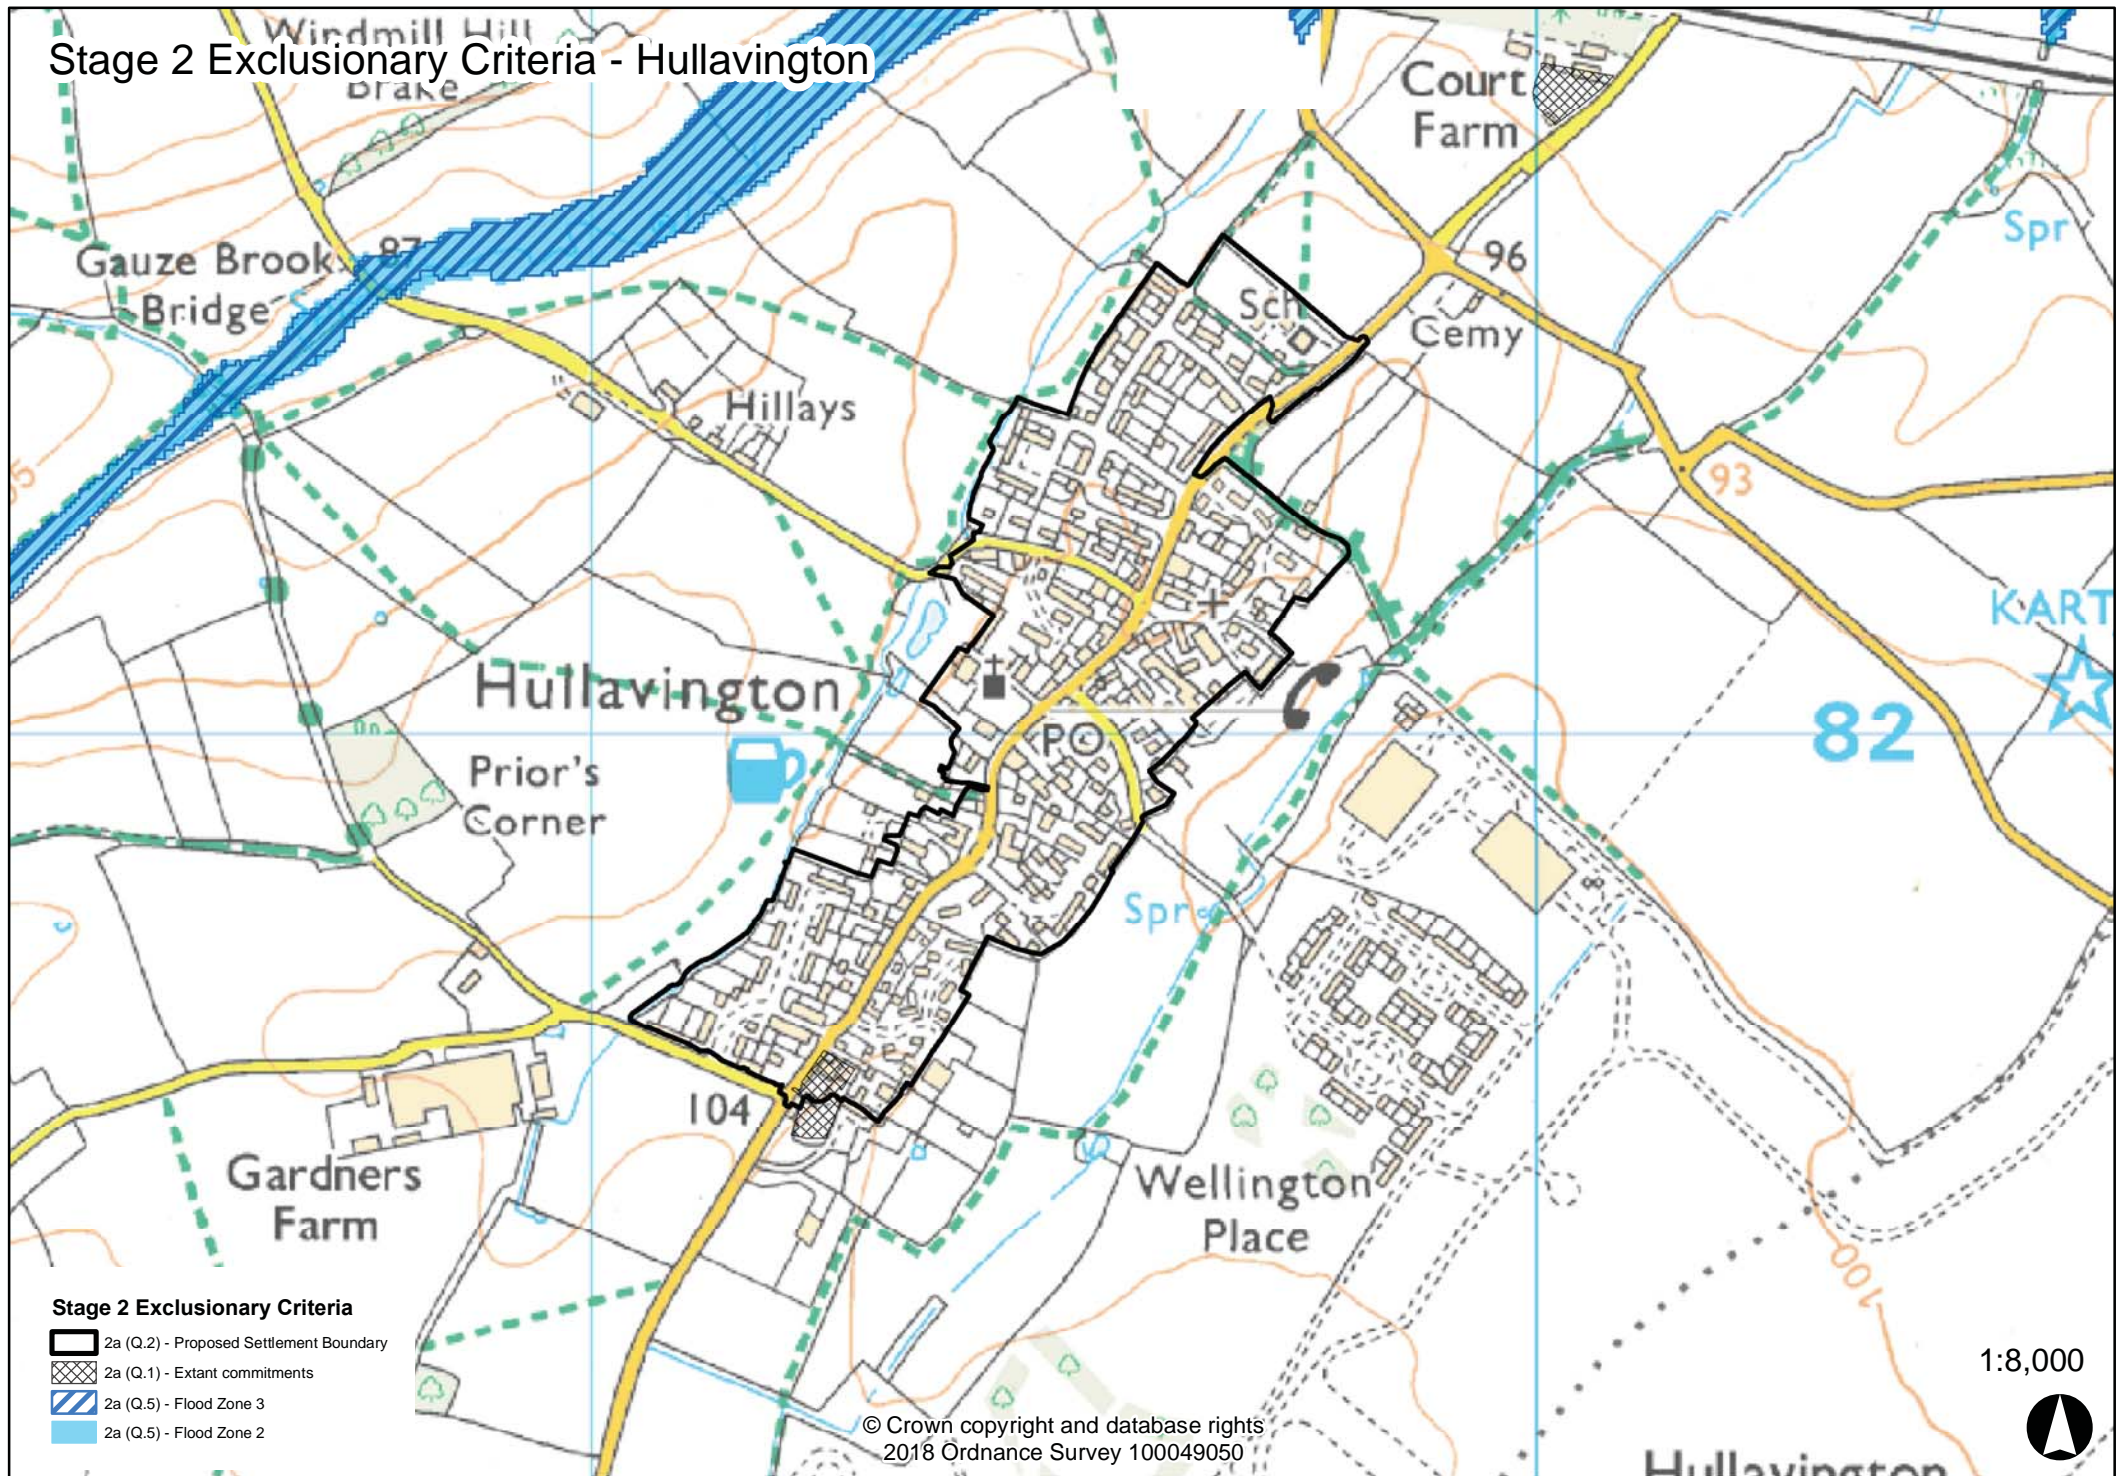 Windmill Hill
Stage 2 Exclusionary Criteria - Hullavington
Brake
Court
Farm
Spr
Gauze Brook
87
Bridge
96
Sch
Cemy
Hillays
93
KART
Hullavington
82
PO
Prior's
Corner
Spr
104
Gardners
Farm
Wellington
Place
100
Stage 2 Exclusionary Criteria
2a (Q.2) - Proposed Settlement Boundary
2a (Q.1) - Extant commitments
2a (Q.5) - Flood Zone 3
2a (Q.5) - Flood Zone 2
1:8,000
© Crown copyright and database rights
2018 Ordnance Survey 100049050
Hullavington